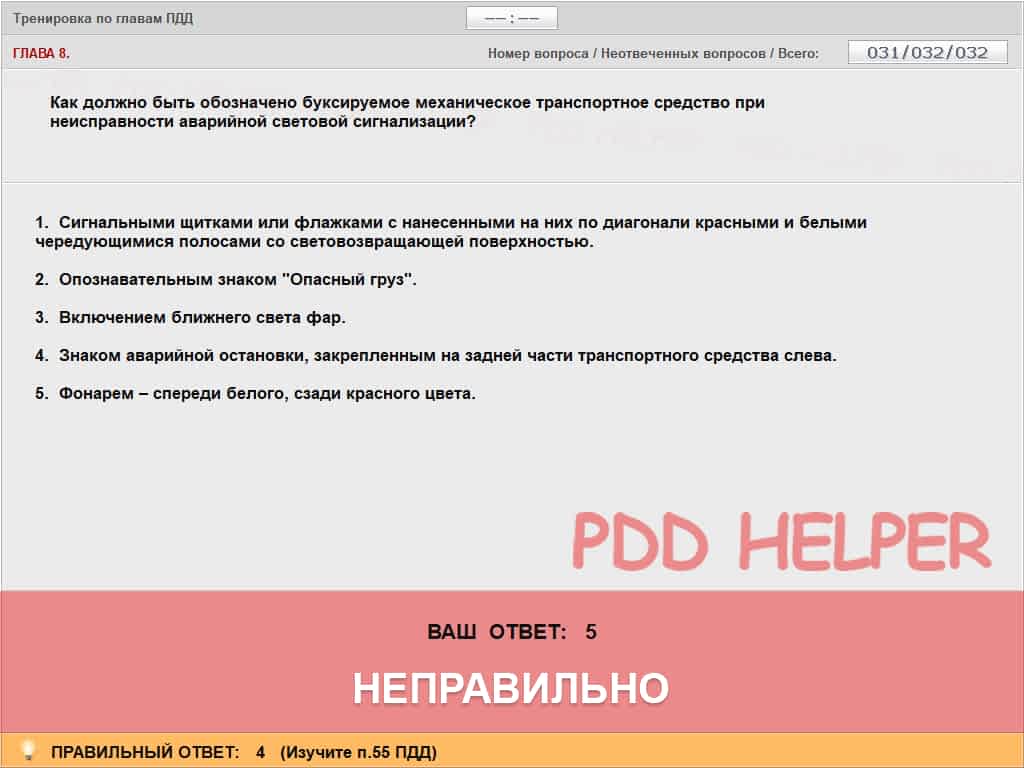 Тренировка по главам ПДД
—— : ——
ГЛАВА 8.
Номер вопроса / Неотвеченных вопросов / Всего:
031/032/032
Как должно быть обозначено буксируемое механическое транспортное средство при
неисправности аварийной световой сигнализации?
1. Сигнальными щитками или флажками с нанесенными на них по диагонали красными и белыми
чередующимися полосами со световозвращающей поверхностью.
2. Опознавательным знаком "Опасный груз".
3. Включением ближнего света фар.
4. Знаком аварийной остановки, закрепленным на задней части транспортного средства слева.
5. Фонарем – спереди белого, сзади красного цвета.
PDD HELPER
ВАШ ОТВЕТ: 5
НЕПРАВИЛЬНО
ПРАВИЛЬНЫЙ ОТВЕТ: 4 (Изучите п.55 ПДД)